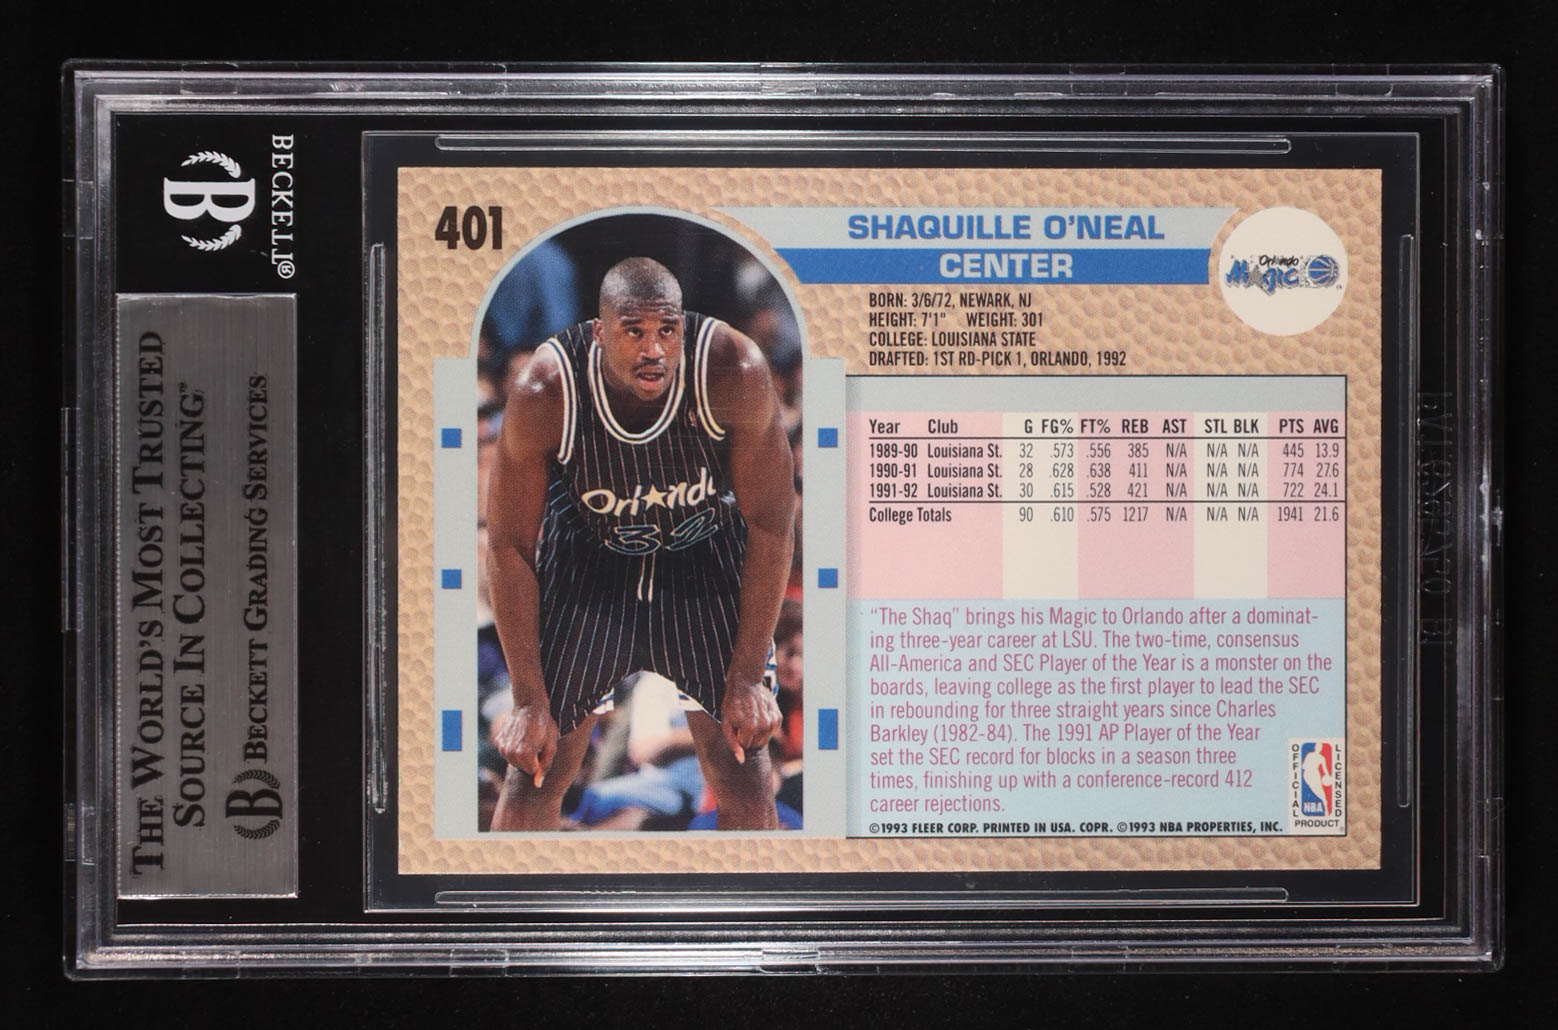 BECKETT®
B
THE WORLD'S MOST TRUSTED
SOURCE IN COLLECTING™
B BECKETT GRADING SERVICES
401
SHAQUILLE O'NEAL
CENTER
Orlando
Magic
BORN: 3/6/72, NEWARK, NJ
HEIGHT: 7'1" WEIGHT: 301
COLLEGE: LOUISIANA STATE
DRAFTED: 1ST RD-PICK 1, ORLANDO, 1992
Orlando
32
Year Club G FG% FT% REB AST STL BLK PTS AVG
1989-90 Louisiana St. 32 .573 .556 385 N/A N/A N/A 445 13.9
1990-91 Louisiana St. 28 .628 .638 411 N/A N/A N/A 774 27.6
1991-92 Louisiana St. 30 .615 .528 421 N/A N/A N/A 722 24.1
College Totals 90 .610 .575 1217 N/A N/A N/A 1941 21.6
"The Shaq" brings his Magic to Orlando after a dominat-
ing three-year career at LSU. The two-time, consensus
All-America and SEC Player of the Year is a monster on the
boards, leaving college as the first player to lead the SEC
in rebounding for three straight years since Charles
Barkley (1982-84). The 1991 AP Player of the Year
set the SEC record for blocks in a season three
times, finishing up with a conference-record 412
career rejections.
OFFICIAL LICENSED
NBA
PRODUCT
©1993 FLEER CORP. PRINTED IN USA. COPR. ©1993 NBA PROPERTIES, INC.